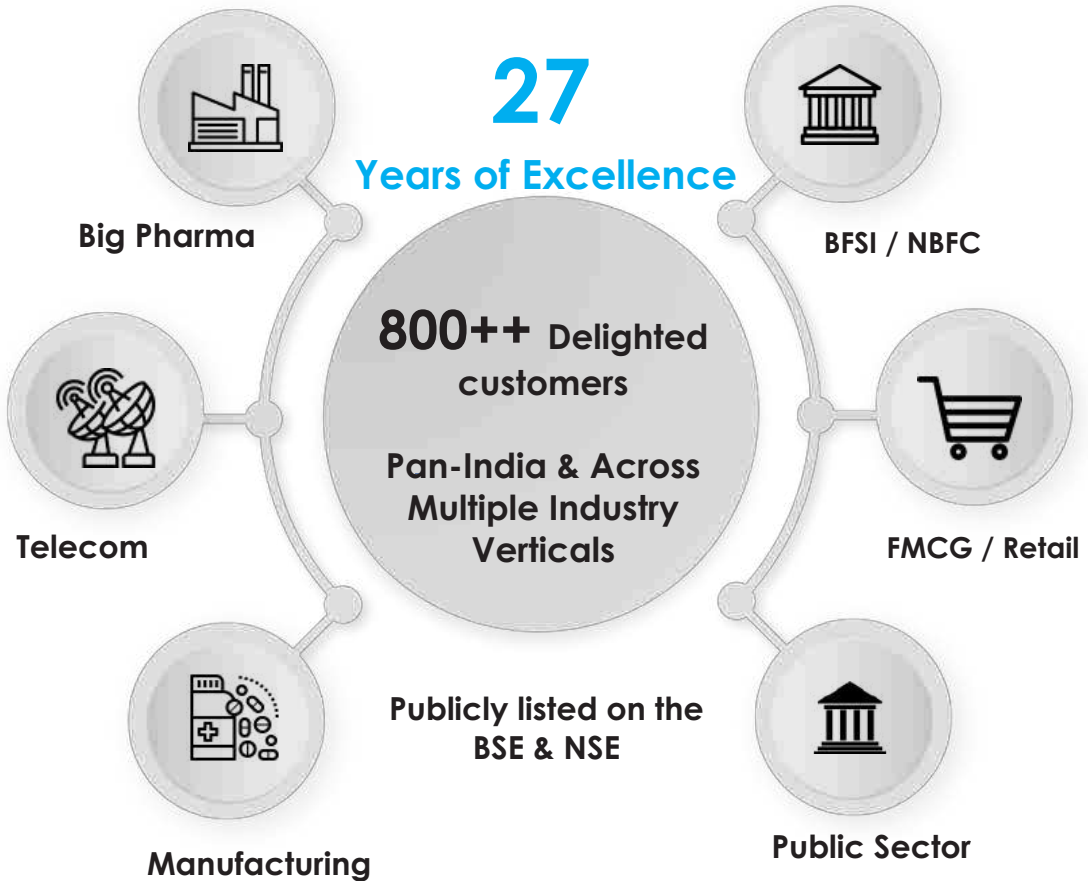 27
Years of Excellence
Big Pharma
BFSI / NBFC
800++ Delighted
customers
Pan-India & Across
Multiple Industry
Verticals
Telecom
FMCG / Retail
Publicly listed on the
BSE & NSE
Manufacturing
Public Sector